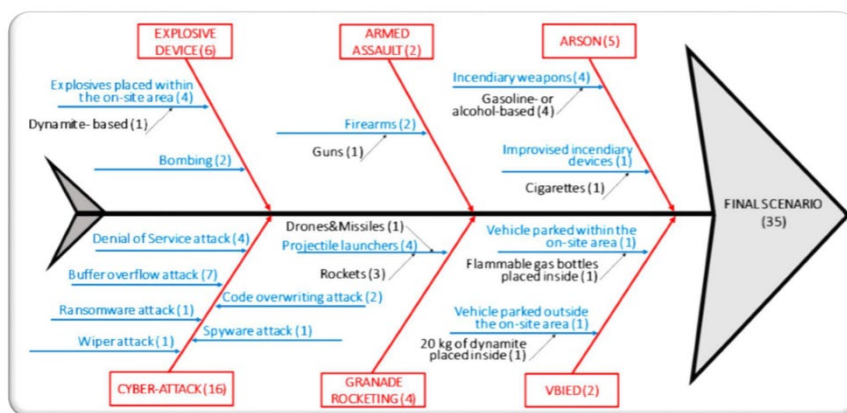 EXPLOSIVE
DEVICE (6)
ARMED
ASSAULT (2)
ARSON (5)
Explosives placed within
the on-site area (4)
Dynamite- based (1)
Bombing (2)
Firearms (2)
Guns (1)
Incendiary weapons (4)
Gasoline- or
alcohol-based (4)
Improvised incendiary
devices (1)
Cigarettes (1)
FINAL SCENARIO
(35)
Denial of Service attack (4)
Buffer overflow attack (7)
Code overwriting attack (2)
Ransomware attack (1)
Spyware attack (1)
Wiper attack (1)
Drones&Missiles (1)
Projectile launchers (4)
Rockets (3)
Vehicle parked within the
on-site area (1)
Flammable gas bottles
placed inside (1)
Vehicle parked outside
the on-site area (1)
20 kg of dynamite
placed inside (1)
CYBER-ATTACK (16)
GRANADE
ROCKETING (4)
VBIED (2)